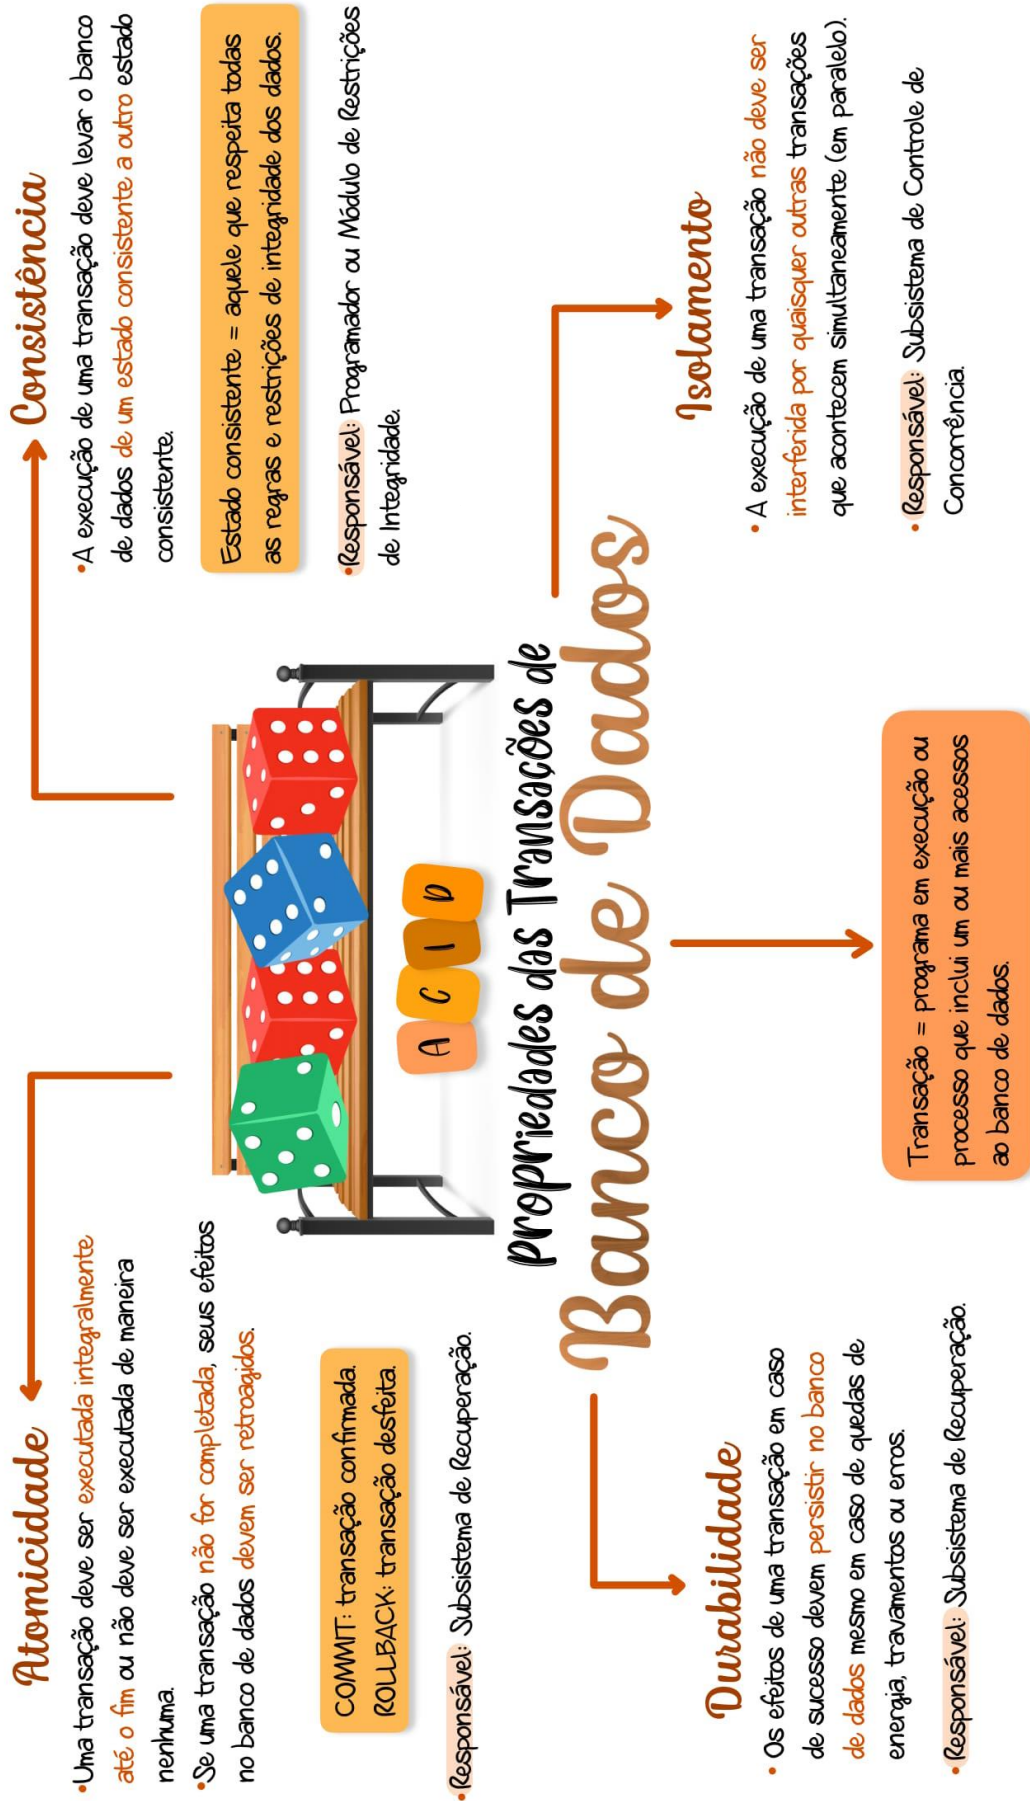 Atomicidade
•Uma transação deve ser executada integralmente
até o fim ou não deve ser executada de maneira
nenhuma.
•Se uma transação não for completada, seus efeitos
no banco de dados devem ser retroagidos.
COMMIT: transação confirmada.
ROLLBACK: transação desfeita.
•Responsável: Subsistema de Recuperação.
Consistência
•A execução de uma transação deve levar o banco
de dados de um estado consistente a outro estado
consistente.
Estado consistente = aquele que respeita todas
as regras e restrições de integridade dos dados.
•Responsável: Programador ou Módulo de Restrições
de Integridade.
A C I D
Propriedades das Transações de
Banco de Dados
Durabilidade
• Os efeitos de uma transação em caso
de sucesso devem persistir no banco
de dados mesmo em caso de quedas de
energia, travamentos ou erros.
•Responsável: Subsistema de Recuperação.
Transação = programa em execução ou
processo que inclui um ou mais acessos
ao banco de dados.
Isolamento
• A execução de uma transação não deve ser
interferida por quaisquer outras transações
que acontecem simultaneamente (em paralelo).
• Responsável: Subsistema de Controle de
Concorrência.